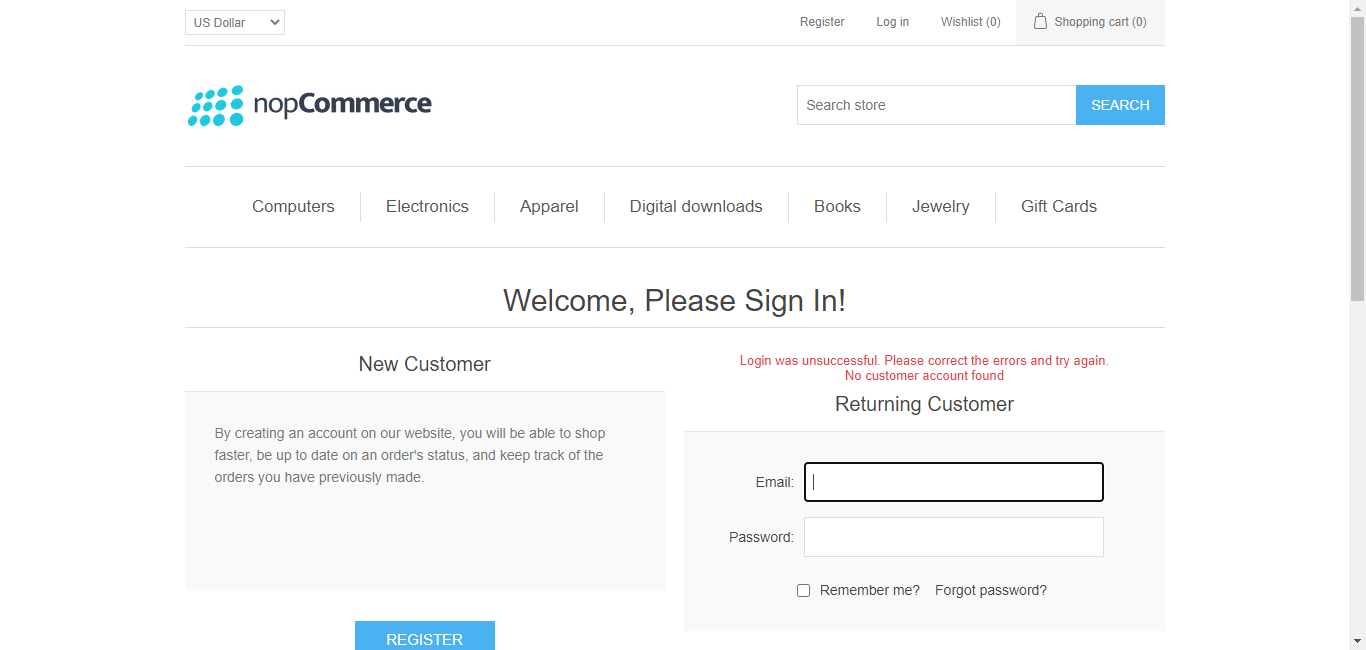 US Dollar
Register
Log in
Wishlist (0)
Shopping cart (0)
nopCommerce
Search store
SEARCH
Computers
Electronics
Apparel
Digital downloads
Books
Jewelry
Gift Cards
Welcome, Please Sign In!
New Customer
By creating an account on our website, you will be able to shop
faster, be up to date on an order's status, and keep track of the
orders you have previously made.
REGISTER
Login was unsuccessful. Please correct the errors and try again.
No customer account found
Returning Customer
Email:
Password:
Remember me?
Forgot password?